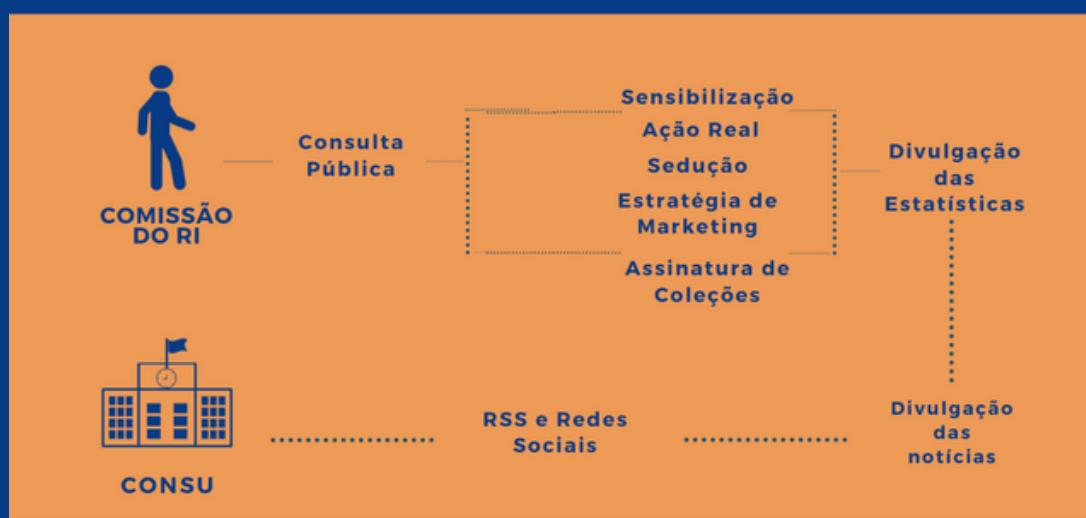 COMISSÃO
DO RI
Consulta
Pública
Sensibilização
Ação Real
Sedução
Estratégia de
Marketing
Assinatura de
Coleções
Divulgação
das
Estatísticas
CONSU
RSS e Redes
Sociais
Divulgação
das
notícias